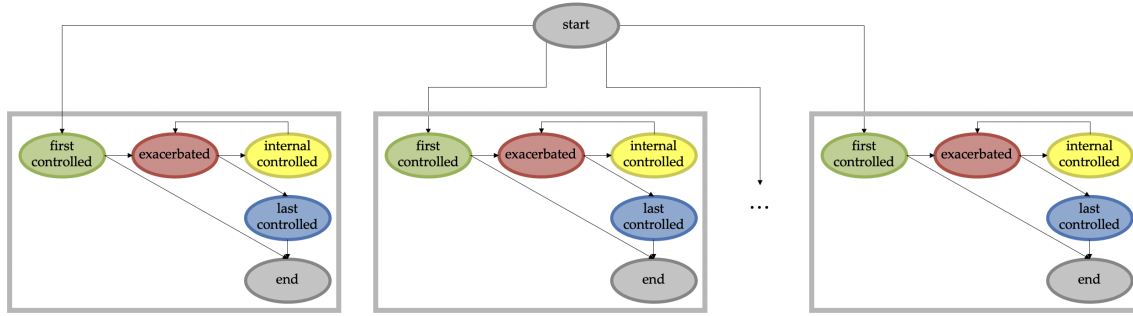 start
first
controlled
exacerbated
internal
controlled
last
controlled
end
first
controlled
exacerbated
internal
controlled
last
controlled
end
...
first
controlled
exacerbated
internal
controlled
last
controlled
end